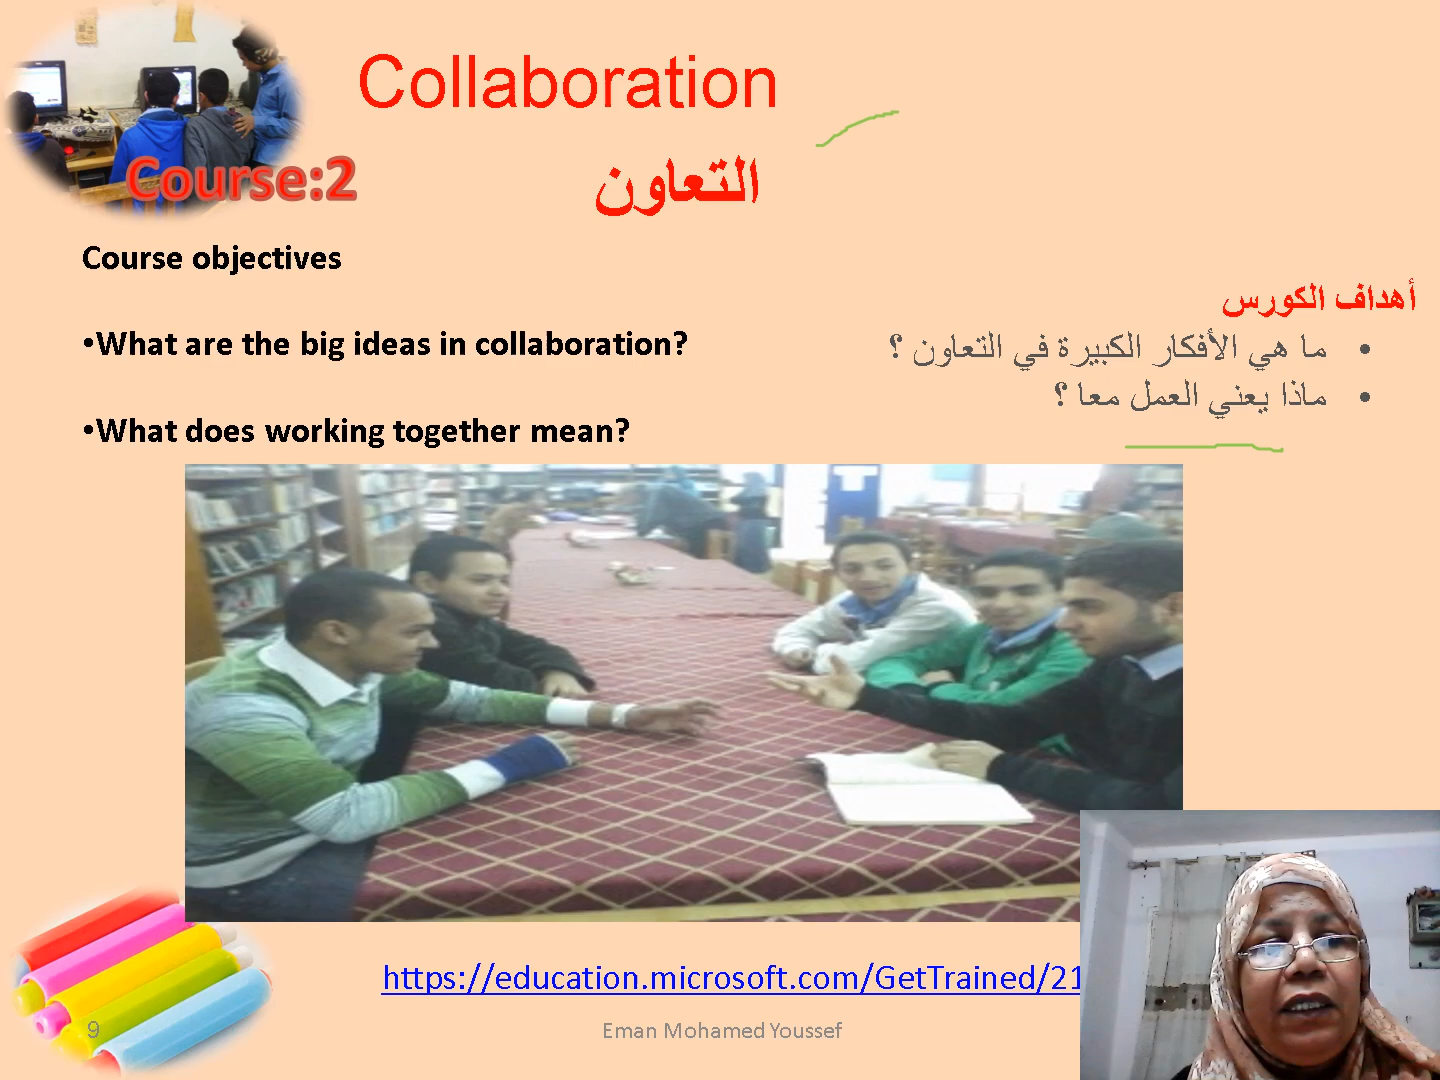 Collaboration
التعاون
Course:2
Course objectives
•What are the big ideas in collaboration?
•What does working together mean?
أهداف الكورس
• ما هي الأفكار الكبيرة في التعاون ؟
• ماذا يعني العمل معا ؟
https://education.microsoft.com/GetTrained/21
9
Eman Mohamed Youssef